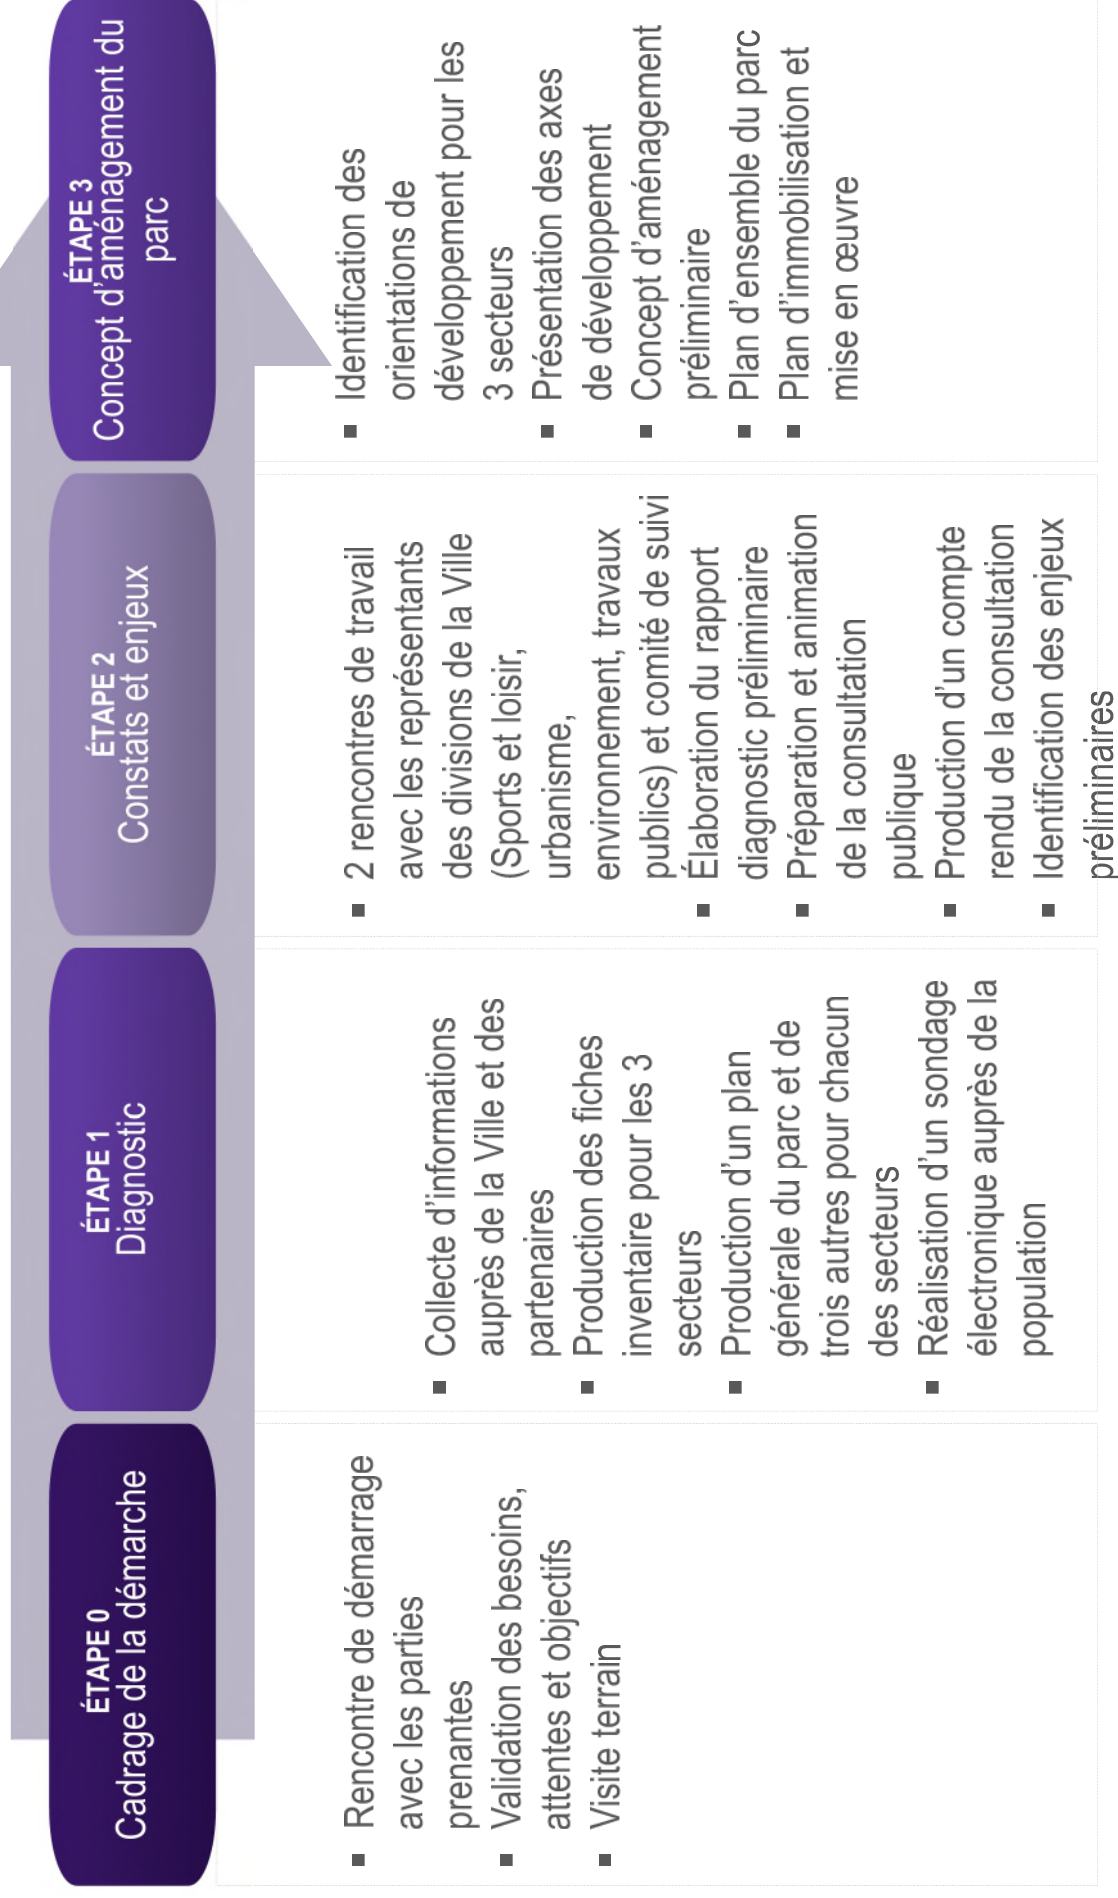 ÉTAPE 0
Cadrage de la démarche
▪ Rencontre de démarrage
avec les parties
prenantes
▪ Validation des besoins,
attentes et objectifs
▪ Visite terrain
ÉTAPE 1
Diagnostic
▪ Collecte d’informations
auprès de la Ville et des
partenaires
▪ Production des fiches
inventaire pour les 3
secteurs
▪ Production d’un plan
générale du parc et de
trois autres pour chacun
des secteurs
▪ Réalisation d’un sondage
électronique auprès de la
population
ÉTAPE 2
Constats et enjeux
▪ 2 rencontres de travail
avec les représentants
des divisions de la Ville
(Sports et loisir,
urbanisme,
environnement, travaux
publics) et comité de suivi
▪ Élaboration du rapport
diagnostic préliminaire
▪ Préparation et animation
de la consultation
publique
▪ Production d’un compte
rendu de la consultation
▪ Identification des enjeux
préliminaires
ÉTAPE 3
Concept d’aménagement du
parc
▪ Identification des
orientations de
développement pour les
3 secteurs
▪ Présentation des axes
de développement
▪ Concept d’aménagement
préliminaire
▪ Plan d’ensemble du parc
▪ Plan d’immobilisation et
mise en œuvre